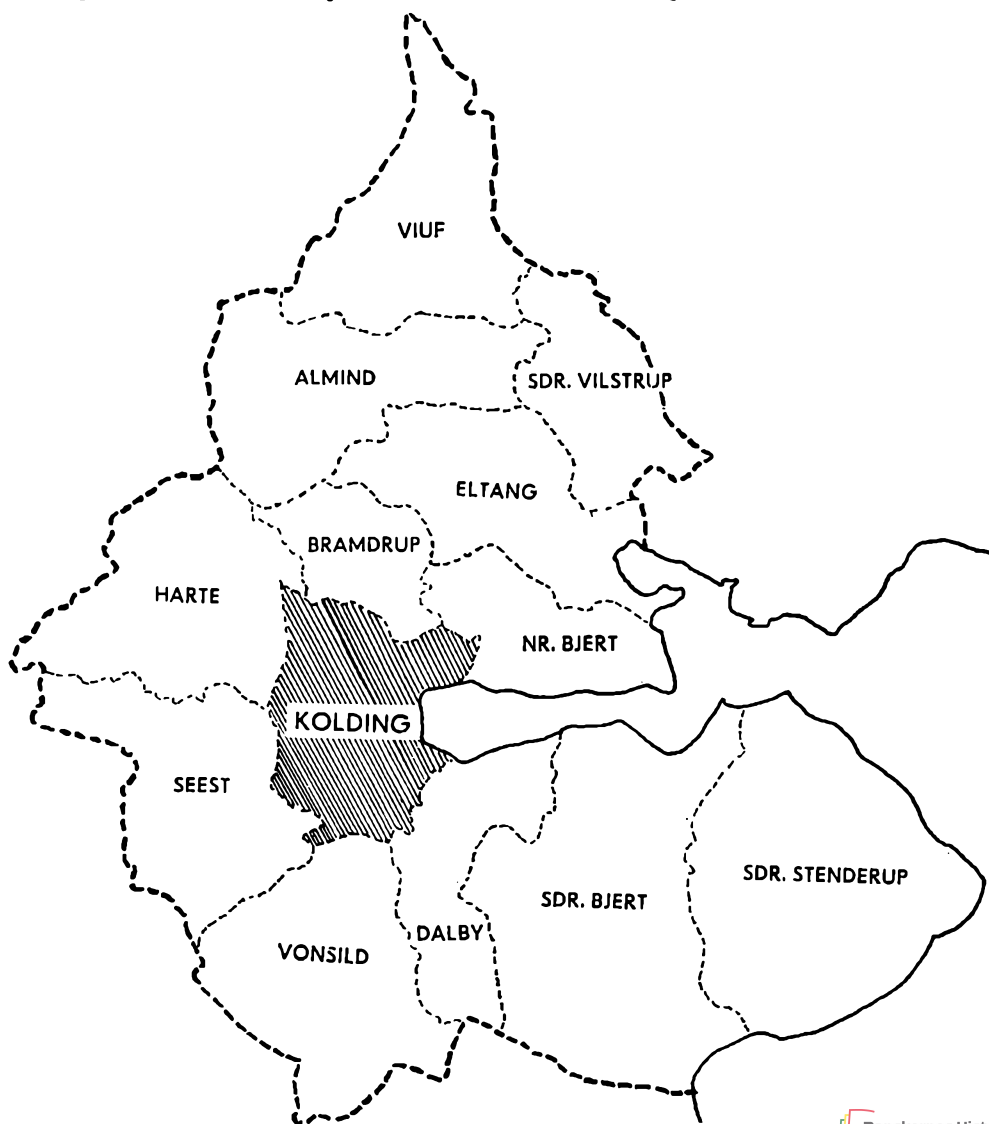 VIUF
ALMIND
SDR. VILSTRUP
ELTANG
BRAMDRUP
HARTE
NR. BJERT
KOLDING
SEEST
SDR. STENDERUP
SDR. BJERT
DALBY
VONSILD